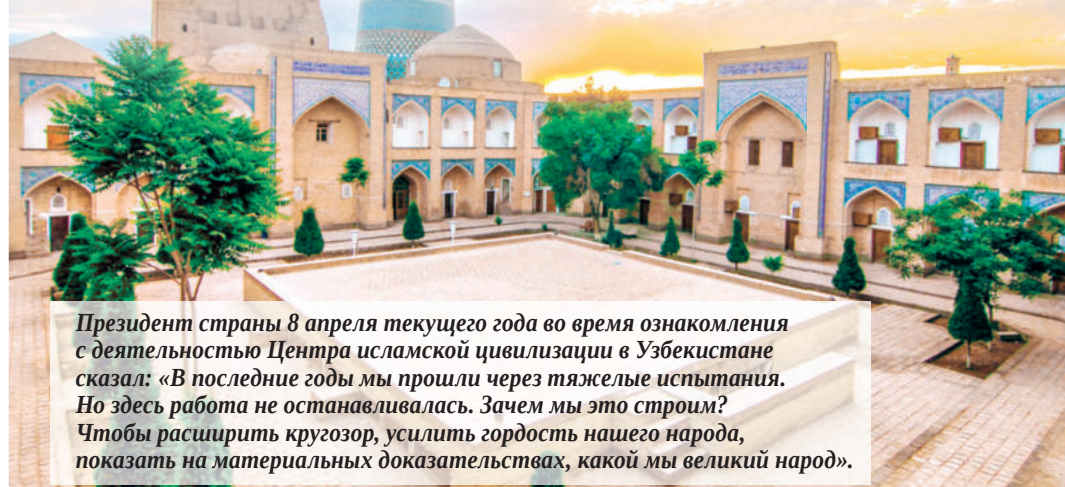 Президент страны 8 апреля текущего года во время ознакомления
с деятельностью Центра исламской цивилизации в Узбекистане
сказал: «В последние годы мы прошли через тяжелые испытания.
Но здесь работа не останавливалась. Зачем мы это строим?
Чтобы расширить кругозор, усилить гордость нашего народа,
показать на материальных доказательствах, какой мы великий народ».